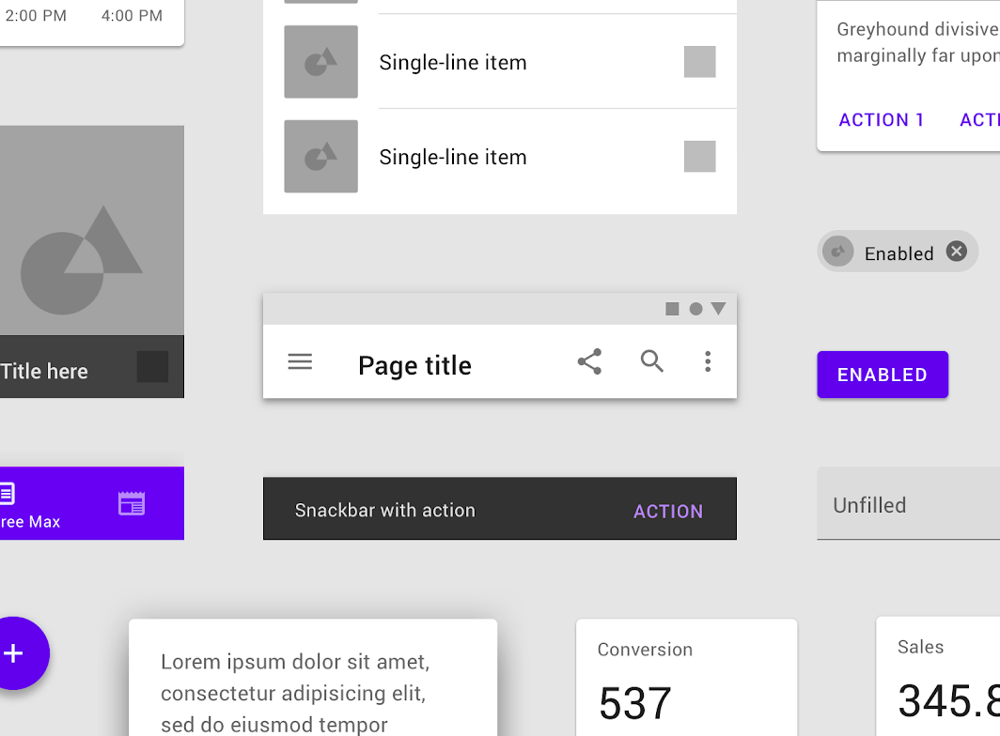 2:00 PM 4:00 PM
Single-line item
Single-line item
Greyhound divisive
marginally far upon
ACTION 1
Enabled
Title here
Page title
ENABLED
Max
Snackbar with action ACTION
Unfilled
Lorem ipsum dolor sit amet,
consectetur adipisicing elit,
sed do eiusmod tempor
Conversion
537
Sales
345.8